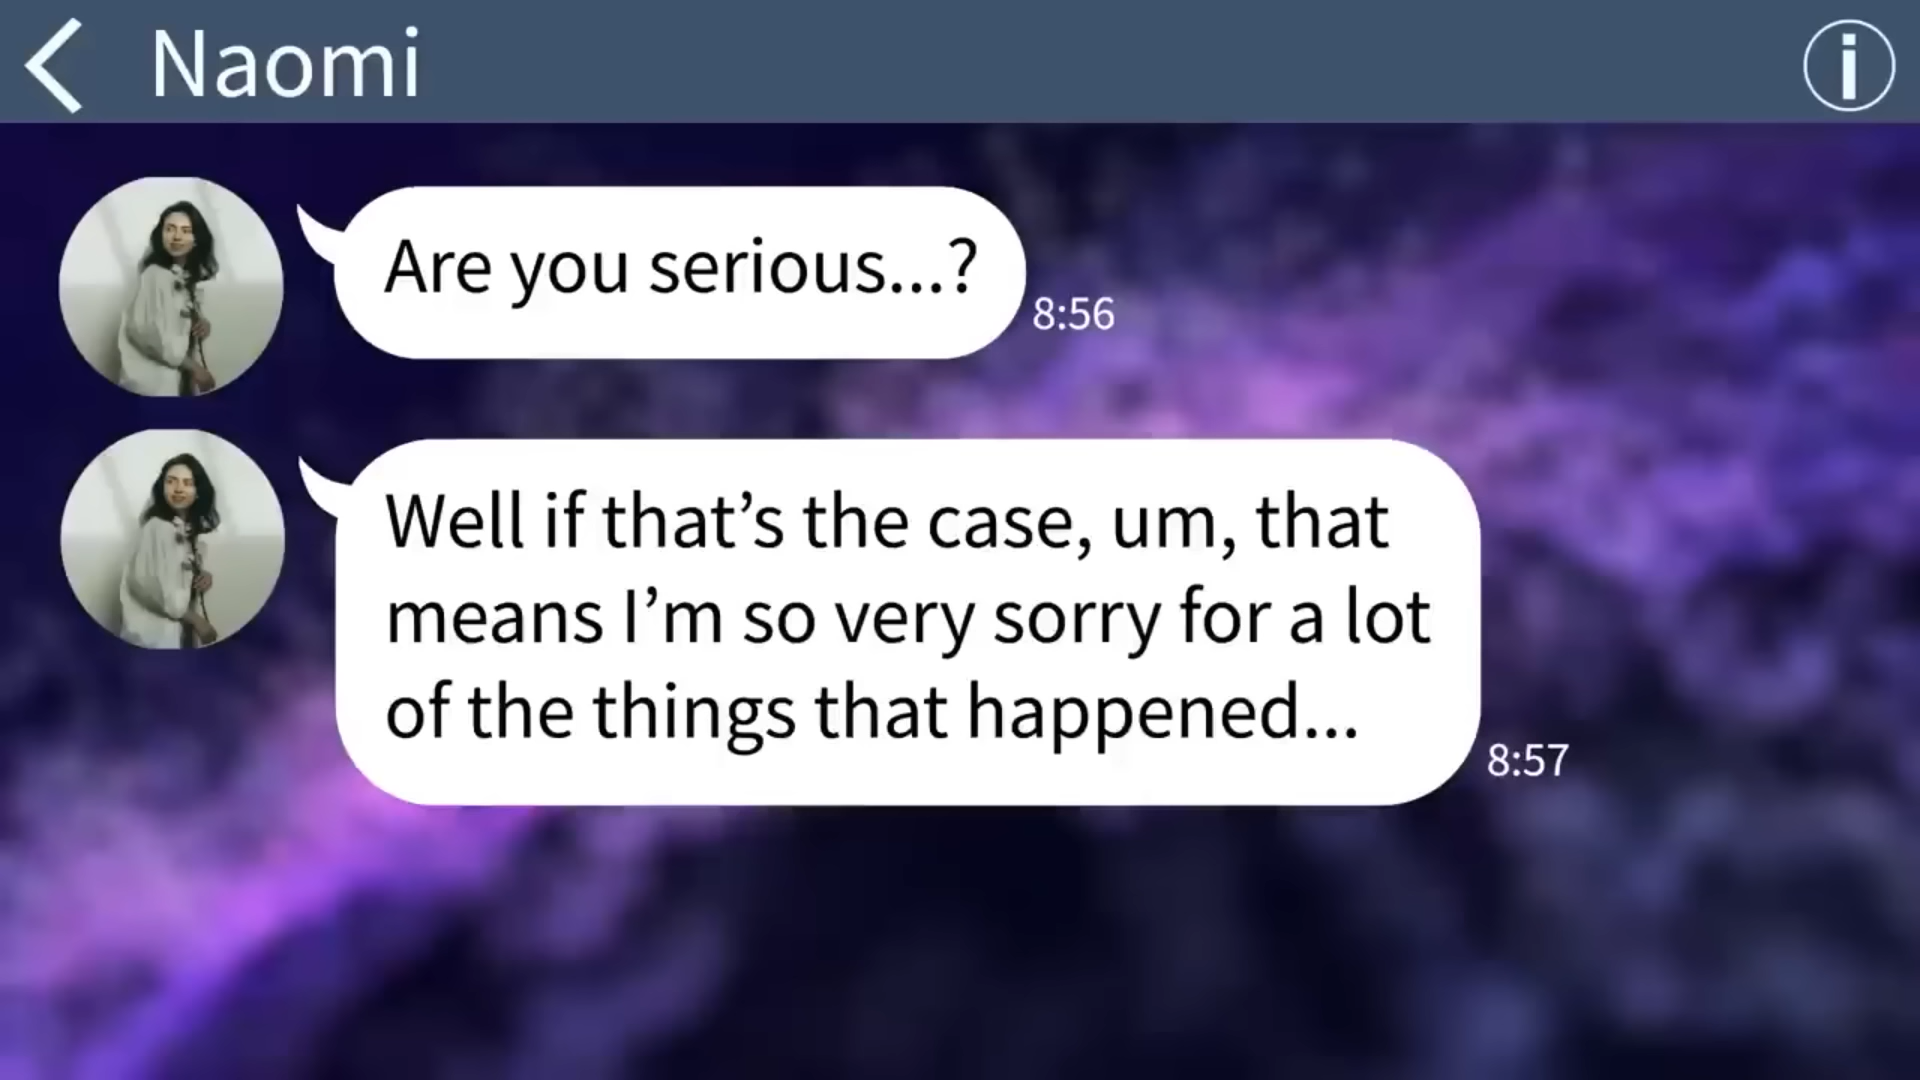 Naomi
Are you serious...?
8:56
Well if that’s the case, um, that
means I’m so very sorry for a lot
of the things that happened...
8:57